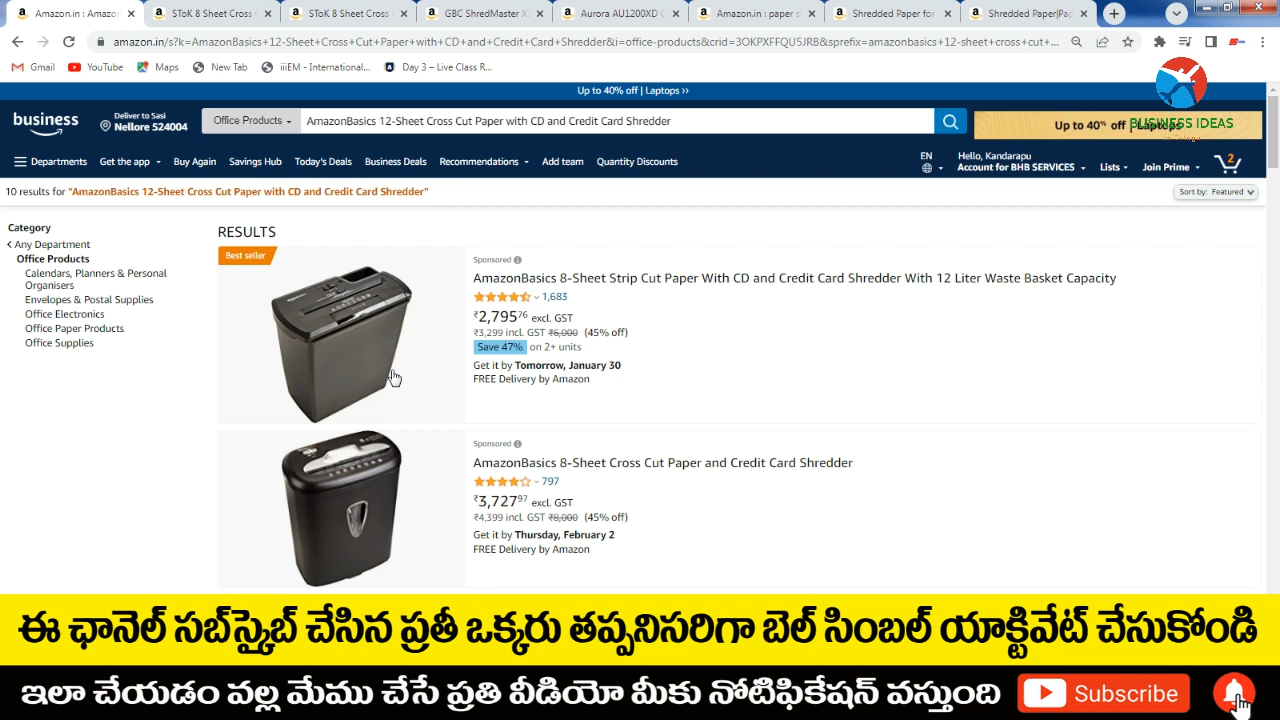 Amazon.in : Amazon
SToK 8 Sheet Cross
SToK 8 Sheet Cross
GBC ShredMaster X
Aurora AU1200XD C
Amazon.in : paper s
Shredded Paper for
Shredded Paper|Pa
amazon.in/s?k=AmazonBasics+12-Sheet+Cross+Cut+Paper+with+CD+and+Credit+Card+Shredder&i=office-products&crid=3OKPXFFQU5JRB&sprefix=amazonbasics+12-sheet+cross+cut+...
Gmail
YouTube
Maps
New Tab
iiiEM - International...
Day 3 – Live Class R...
Up to 40% off | Laptops ››
business
Deliver to Sasi
Nellore 524004
Office Products
AmazonBasics 12-Sheet Cross Cut Paper with CD and Credit Card Shredder
Up to 40% off | Laptops
BUSINESS IDEAS
Departments
Get the app
Buy Again
Savings Hub
Today's Deals
Business Deals
Recommendations
Add team
Quantity Discounts
EN
Hello, Kandarapu
Account for BHB SERVICES
Lists
Join Prime
2
10 results for "AmazonBasics 12-Sheet Cross Cut Paper with CD and Credit Card Shredder"
Sort by: Featured
Category
Any Department
Office Products
Calendars, Planners & Personal
Organisers
Envelopes & Postal Supplies
Office Electronics
Office Paper Products
Office Supplies
RESULTS
Best seller
Sponsored
AmazonBasics 8-Sheet Strip Cut Paper With CD and Credit Card Shredder With 12 Liter Waste Basket Capacity
1,683
₹2,795.76 excl. GST
₹3,299 incl. GST ₹6,000 (45% off)
Save 47% on 2+ units
Get it by Tomorrow, January 30
FREE Delivery by Amazon
Sponsored
AmazonBasics 8-Sheet Cross Cut Paper and Credit Card Shredder
797
₹3,727.97 excl. GST
₹4,399 incl. GST ₹8,000 (45% off)
Get it by Thursday, February 2
FREE Delivery by Amazon
ఈ ఛానెల్ సబ్‌స్క్రైబ్ చేసిన ప్రతీ ఒక్కరు తప్పనిసరిగా బెల్ సింబల్ యాక్టివేట్ చేసుకోండి
ఇలా చేయడం వల్ల మేము చేసే ప్రతి వీడియో మీకు నోటిఫికేషన్ వస్తుంది
Subscribe